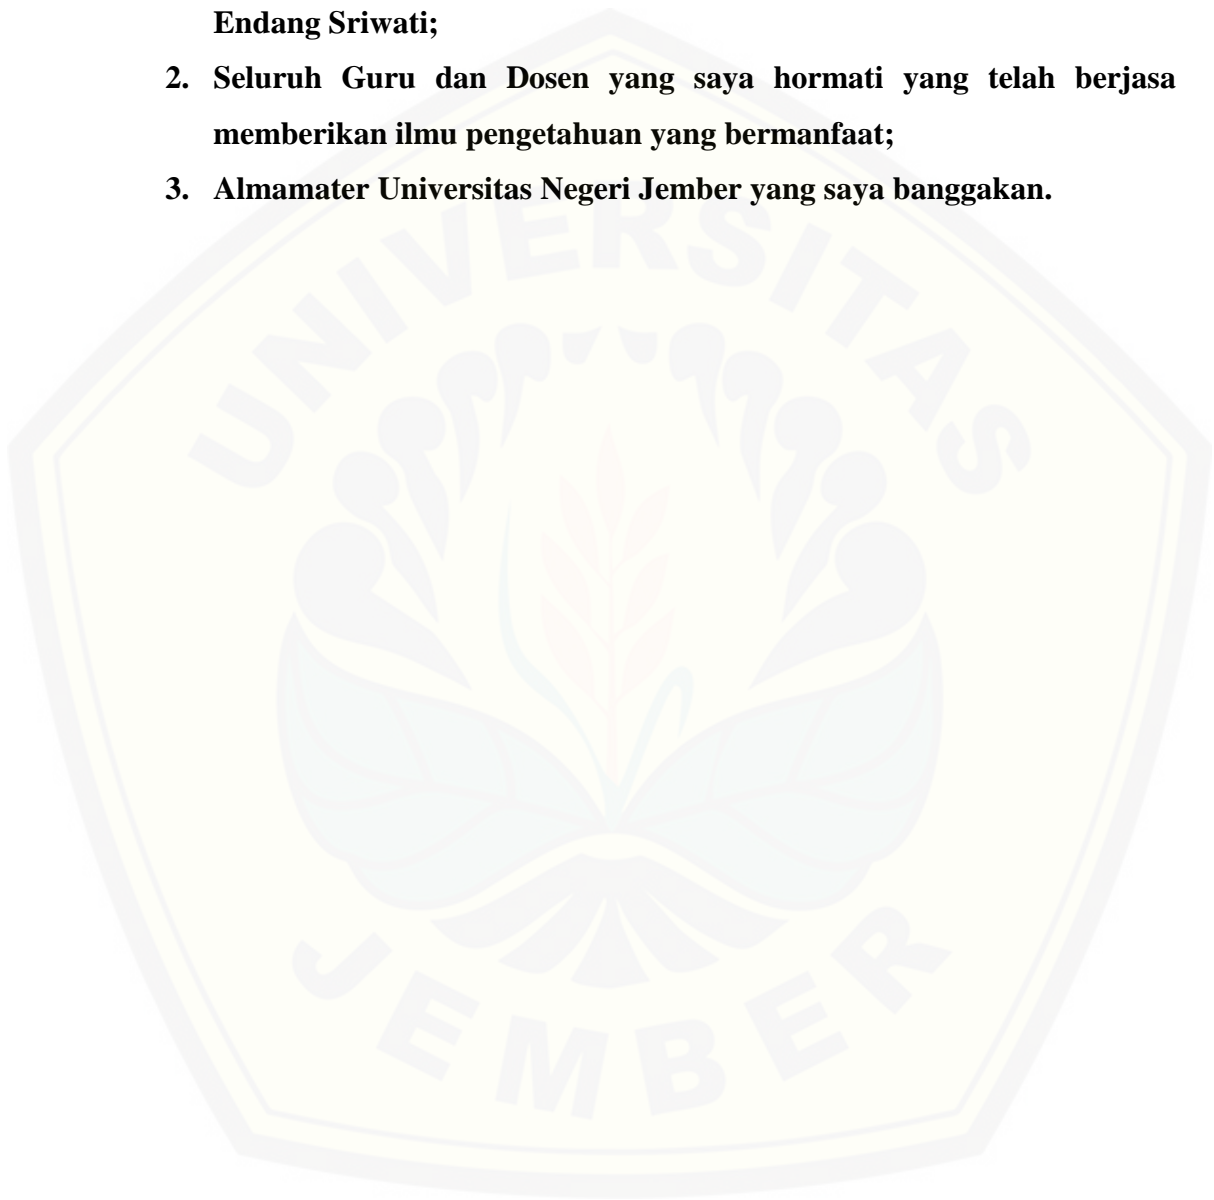 Endang Sriwati;
2. Seluruh Guru dan Dosen yang saya hormati yang telah berjasa
memberikan ilmu pengetahuan yang bermanfaat;
3. Almamater Universitas Negeri Jember yang saya banggakan.
UNIVERSITAS
JEMBER